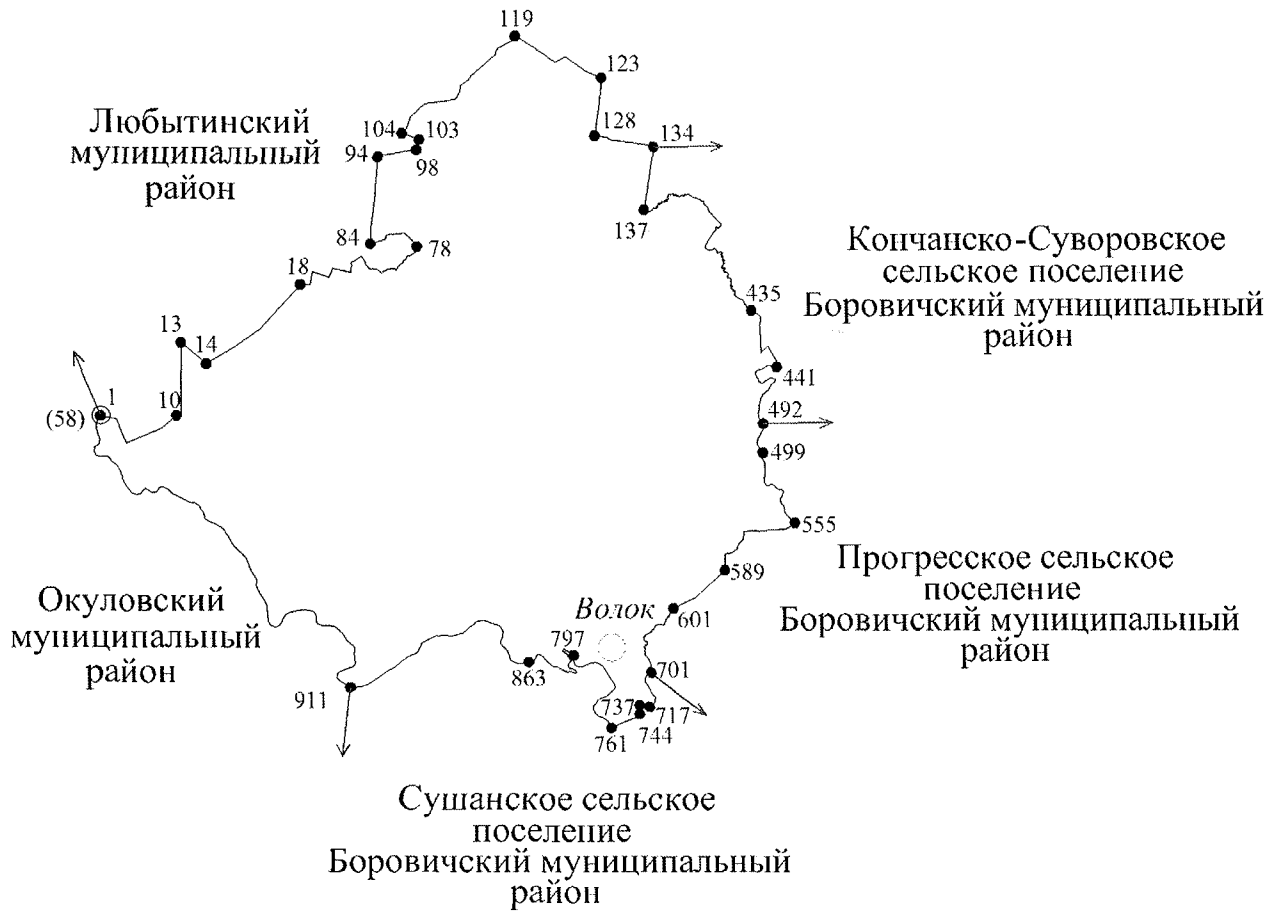 119
123
Любытинский
муниципальный
район
104
103
128
134
94
98
137
84
78
Кончанско-Суворовское
сельское поселение
Боровичский муниципальный
район
18
435
13
14
441
1
(58)
10
492
499
555
Прогресское сельское
поселение
Боровичский муниципальный
район
589
Окуловский
муниципальный
район
Волок
601
797
863
701
911
737
717
761
744
Сушанское сельское
поселение
Боровичский муниципальный
район